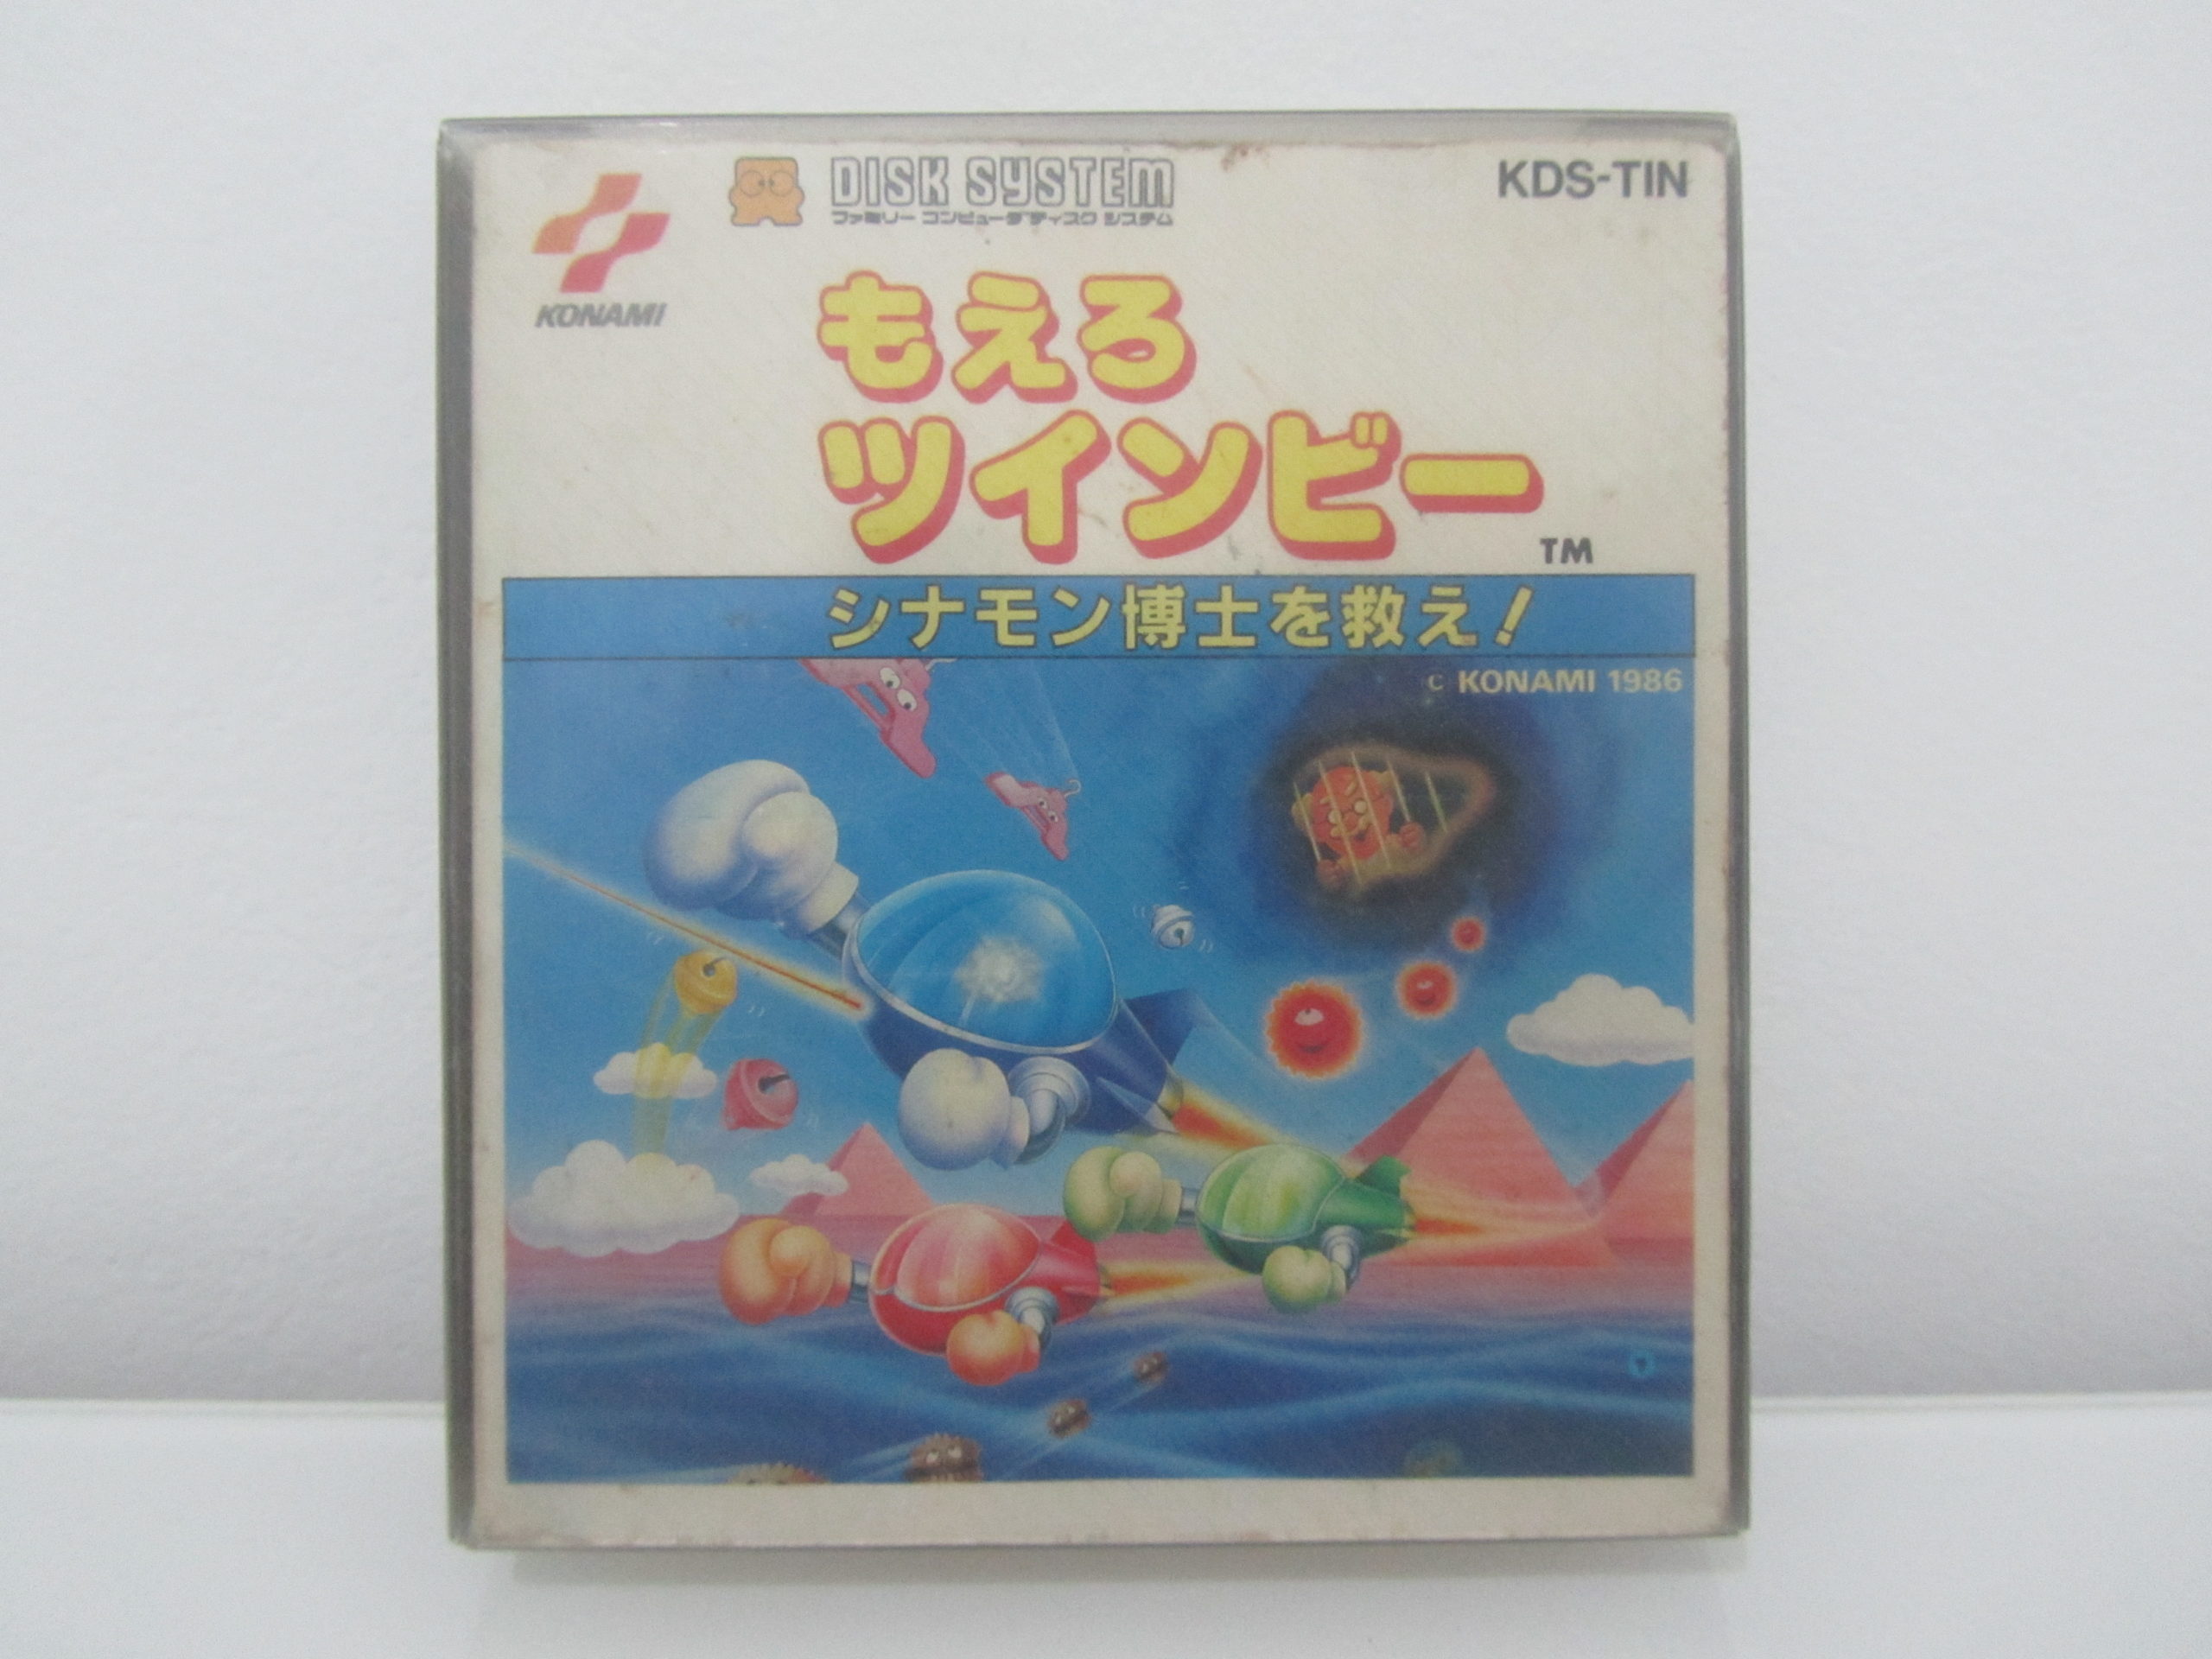 KONAMI
DISK SYSTEM
ファミリー コンピュータ ディスク システム
KDS-TIN
もえろ
ツインビー
TM
シナモン博士を救え!
© KONAMI 1986